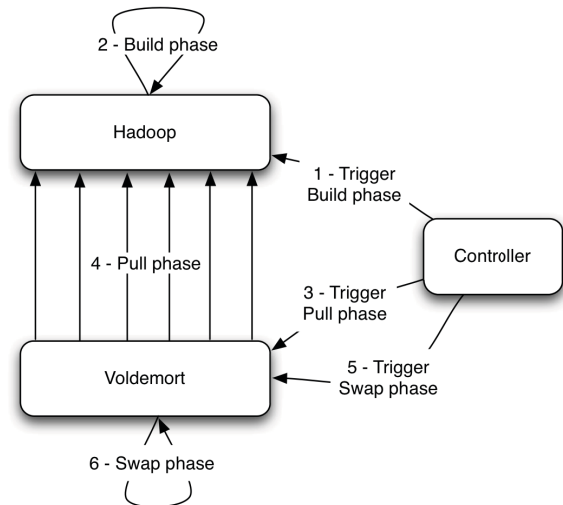 2 - Build phase
Hadoop
1 - Trigger
Build phase
Controller
4 - Pull phase
3 - Trigger
Pull phase
Voldemort
5 - Trigger
Swap phase
6 - Swap phase